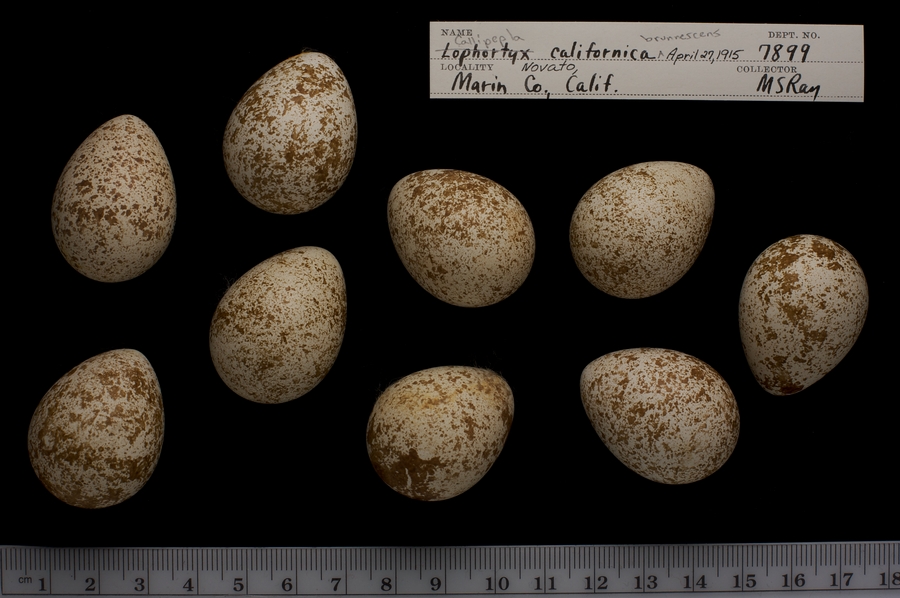 NAME Callipepla brunnescens DEPT. NO.
Lophortyx californica April 27, 1915 7899
LOCALITY Novato, COLLECTOR
Marin Co., Calif. MSRay
cm 1 2 3 4 5 6 7 8 9 10 11 12 13 14 15 16 17 18